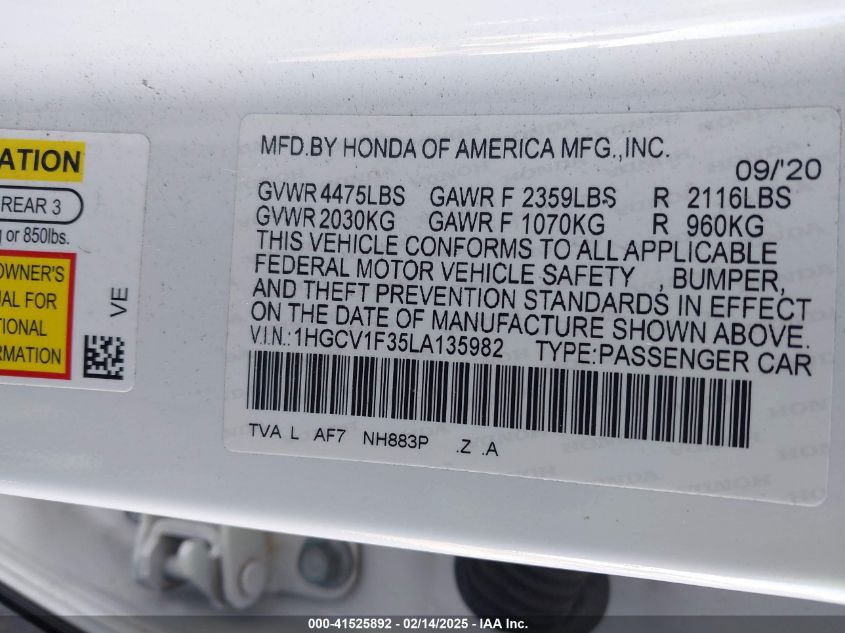 ATION
REAR 3
or 850lbs.
OWNER'S
AL FOR
TIONAL
RMATION
VE
MFD.BY HONDA OF AMERICA MFG.,INC.
09/'20
GVWR 4475LBS GAWR F 2359LBS R 2116LBS
GVWR 2030KG GAWR F 1070KG R 960KG
THIS VEHICLE CONFORMS TO ALL APPLICABLE
FEDERAL MOTOR VEHICLE SAFETY , BUMPER,
AND THEFT PREVENTION STANDARDS IN EFFECT
ON THE DATE OF MANUFACTURE SHOWN ABOVE.
V.I.N.:1HGCV1F35LA135982 TYPE:PASSENGER CAR
TVA L AF7 NH883P .Z .A
000-41525892 - 02/14/2025 - IAA Inc.